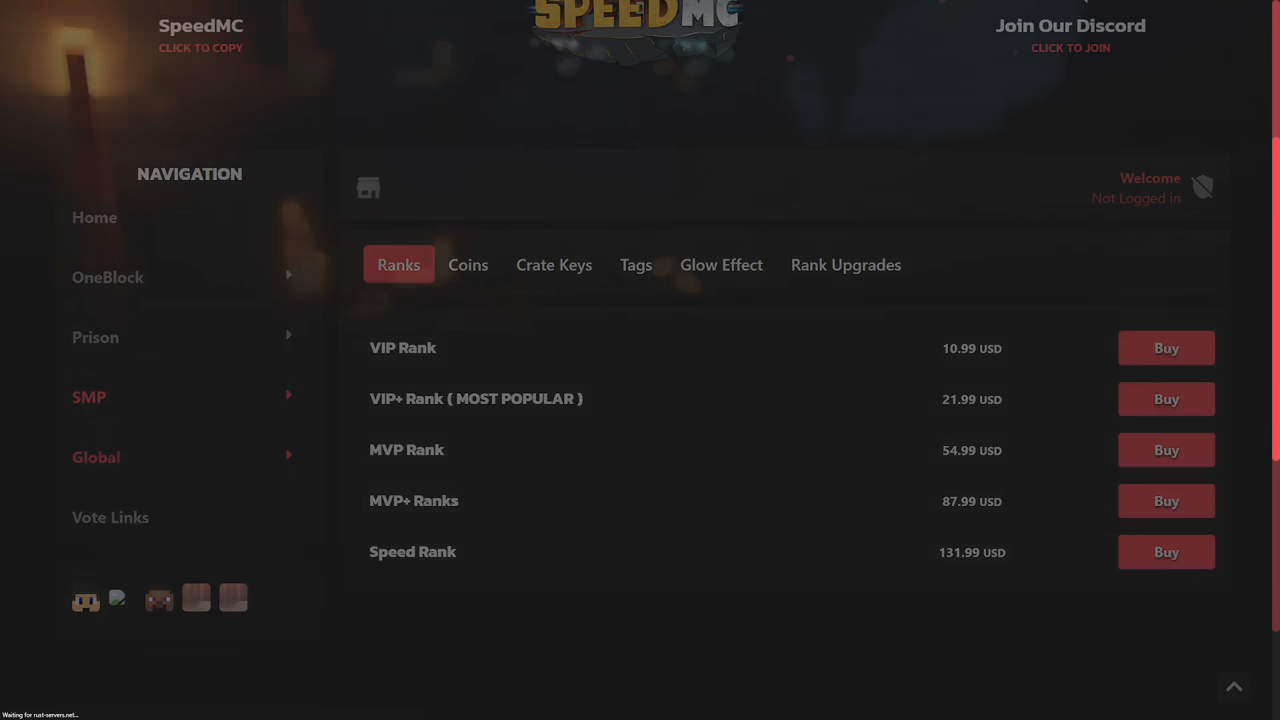 SPEEDMC
SpeedMC
CLICK TO COPY
Join Our Discord
CLICK TO JOIN
NAVIGATION
Home
OneBlock
Prison
SMP
Global
Vote Links
Welcome
Not Logged in
Ranks Coins Crate Keys Tags Glow Effect Rank Upgrades
VIP Rank 10.99 USD Buy
VIP+ Rank ( MOST POPULAR ) 21.99 USD Buy
MVP Rank 54.99 USD Buy
MVP+ Ranks 87.99 USD Buy
Speed Rank 131.99 USD Buy
Waiting for rust-servers.net...